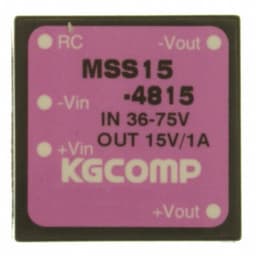 RC
-Vout
MSS15
-4815
-Vin
IN 36-75V
OUT 15V/1A
+Vin
KGCOMP
+Vout